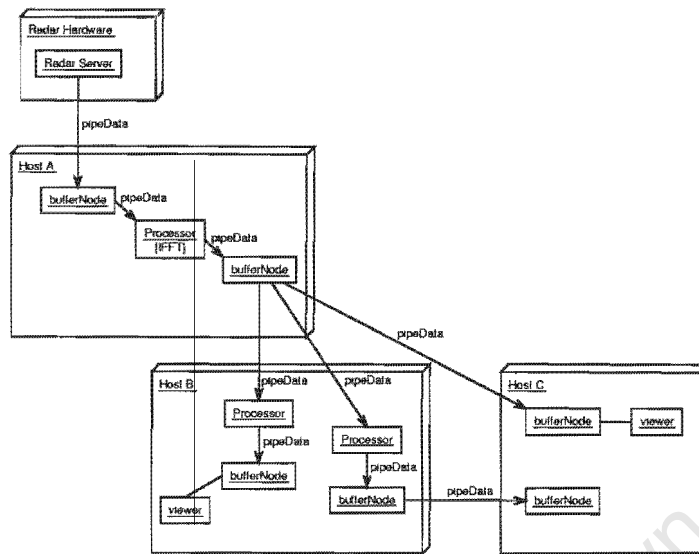 Radar Hardware
Radar Server
pipeData
Host A
bufferNode
pipeData
Processor
{IFFT}
pipeData
bufferNode
pipeData
pipeData
pipeData
Host B
Processor
pipeData
bufferNode
viewer
Processor
pipeData
bufferNode
pipeData
Host C
bufferNode
viewer
bufferNode